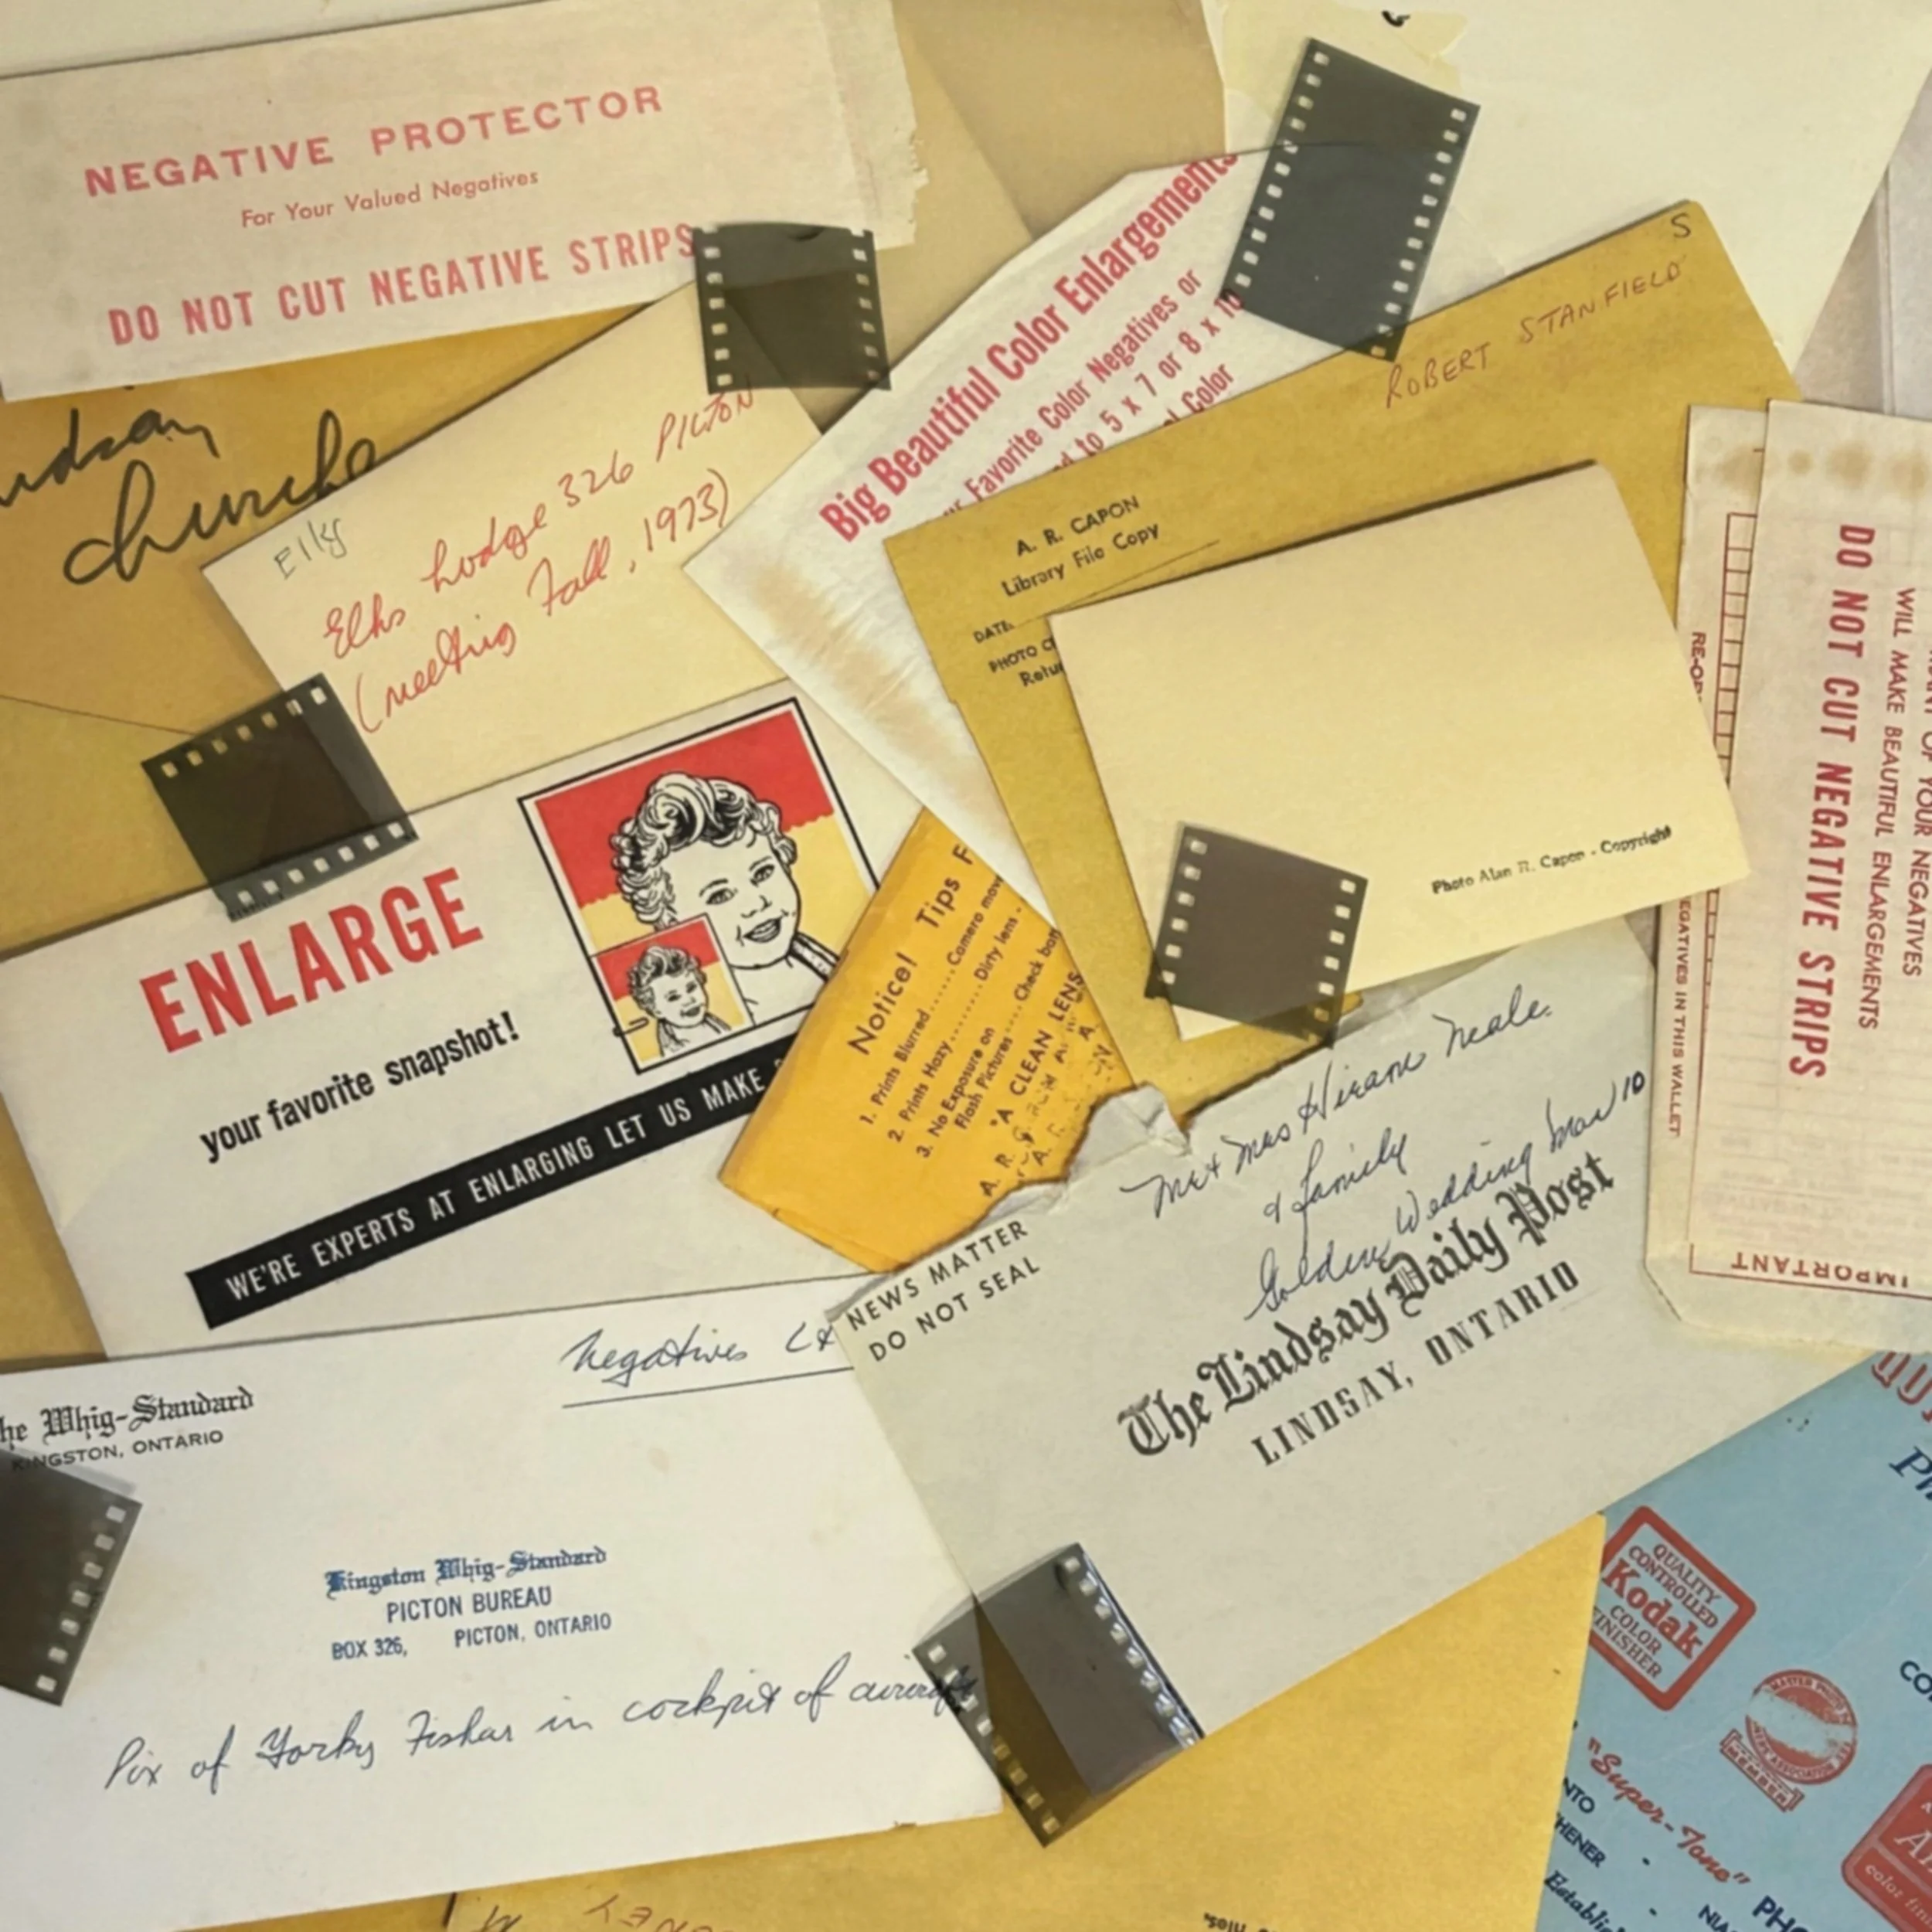 NEGATIVE PROTECTOR
For Your Valued Negatives
DO NOT CUT NEGATIVE STRIPS
church
Elks
Elks Lodge 326 PICTON
(meeting Fall, 1973)
Big Beautiful Color Enlargements
Favorite Color Negatives or
to 5 x 7 or 8 x 10
Color
S
ROBERT STANFIELD
A. R. CAPON
Library File Copy
DATE
PHOTO
Photo Alan R. Capon - Copyright
ENLARGE
your favorite snapshot!
WE'RE EXPERTS AT ENLARGING LET US MAKE
Notice! Tips
1. Prints Blurred........Camera
2. Prints Hazy..........Dirty lens
3. No Exposure on
Flash Pictures.....Check
"A CLEAN LENS
A. R.
Mr & Mrs Hiram Neale
& family
Golden Wedding Mar 10
NEWS MATTER
DO NOT SEAL
The Lindsay Daily Post
LINDSAY, ONTARIO
DO NOT CUT NEGATIVE STRIPS
WILL MAKE BEAUTIFUL ENLARGEMENTS
OF YOUR NEGATIVES
IN THIS WALLET
IMPORTANT
negatives
The Whig-Standard
KINGSTON, ONTARIO
Kingston Whig-Standard
PICTON BUREAU
BOX 326, PICTON, ONTARIO
Pix of Yorky Fisher in cockpit of aircraft
QUALITY
CONTROLLED
Kodak
COLOR
FINISHER
MEMBER
"Super-Tone"